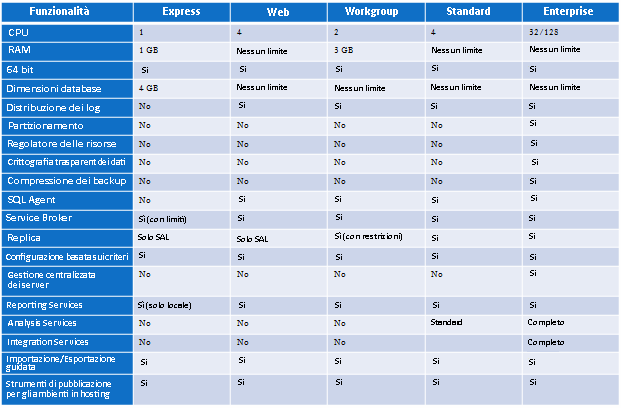 Funzionalità Express Web Workgroup Standard Enterprise
CPU 1 4 2 4 32/128
RAM 1 GB Nessun limite 3 GB Nessun limite Nessun limite
64 bit Sì Sì Sì Sì Sì
Dimensioni database 4 GB Nessun limite Nessun limite Nessun limite Nessun limite
Distribuzione dei log No Sì Sì Sì Sì
Partizionamento No No No No Sì
Regolatore delle risorse No No No No Sì
Crittografia trasparent dei dati No No No No Sì
Compressione dei backup No No No No Sì
SQL Agent No Sì Sì Sì Sì
Service Broker Sì (con limiti) Sì Sì Sì Sì
Replica Solo SAL Solo SAL Sì (con restrizioni) Sì Sì
Configurazione basata sui criteri Sì Sì Sì Sì Sì
Gestione centralizzata
dei server No No No No Sì
Reporting Services Sì (solo locale) Sì Sì Sì Sì
Analysis Services No No No Standard Completo
Integration Services No No No Completo
Importazione/Esportazione
guidata Sì Sì Sì Sì Sì
Strumenti di pubblicazione
per gli ambienti in hosting Sì Sì Sì Sì Sì